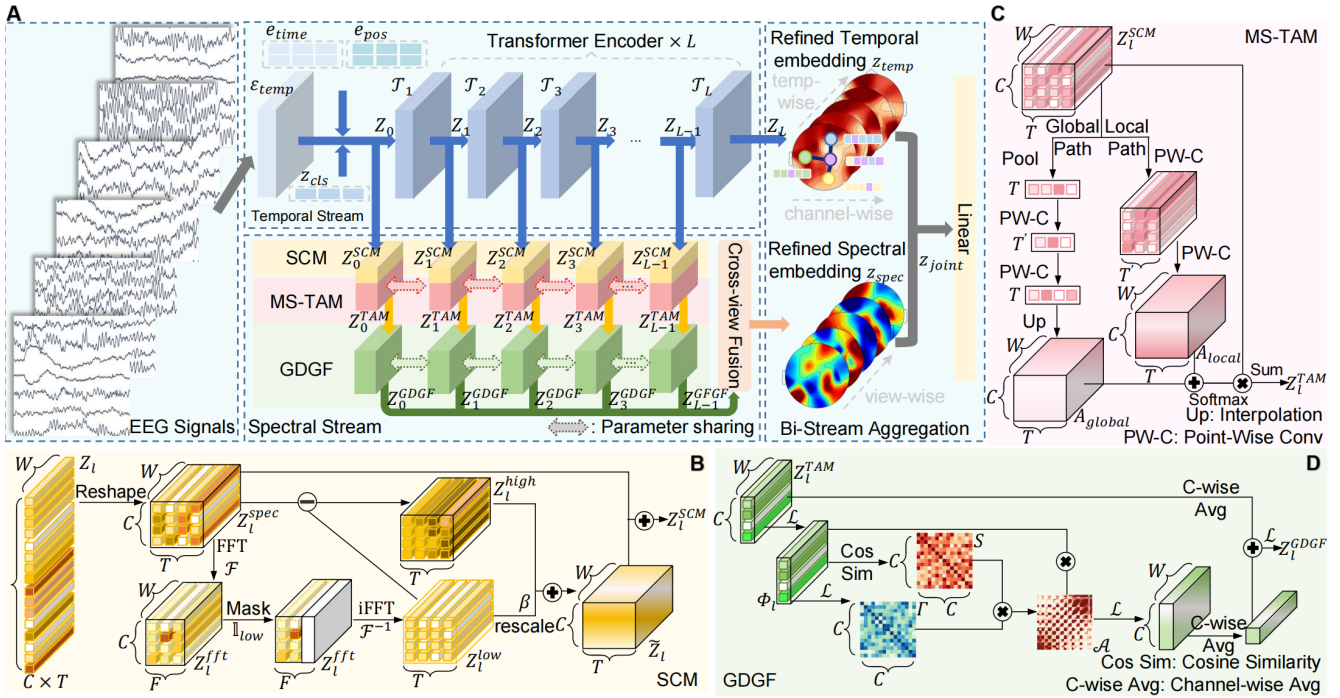 A
e_time
e_pos
Transformer Encoder × L
ε_temp
𝒯_1
𝒯_2
𝒯_3
𝒯_L
Z_0
Z_1
Z_2
Z_3
...
Z_{L-1}
Z_L
z_cls
Temporal Stream
SCM
Z_0^{SCM}
Z_1^{SCM}
Z_2^{SCM}
Z_3^{SCM}
Z_{L-1}^{SCM}
MS-TAM
Z_0^{TAM}
Z_1^{TAM}
Z_2^{TAM}
Z_3^{TAM}
Z_{L-1}^{TAM}
GDGF
Z_0^{GDGF}
Z_1^{GDGF}
Z_2^{GDGF}
Z_3^{GDGF}
Z_{L-1}^{GFGF}
Cross-view Fusion
EEG Signals
Spectral Stream
: Parameter sharing
Refined Temporal
embedding z_temp
temp-
wise
channel-wise
Refined Spectral
embedding z_spec
view-wise
z_joint
Linear
Bi-Stream Aggregation
C
MS-TAM
W
Z_l^{SCM}
C
T
Global
Path
Local
Path
Pool
PW-C
T
PW-C
T'
PW-C
T'
PW-C
T
W
Up
C
W
T
A_local
C
Sum
Z_l^{TAM}
Softmax
A_global
T
Up: Interpolation
PW-C: Point-Wise Conv
B
Z_l
W
Reshape
C
Z_l^{spec}
T
FFT
ℱ
Z_l^{high}
T
Z_l^{SCM}
W
C
Z_l^{fft}
F
Mask
𝟙_low
Z_l^{fft}
F
iFFT
ℱ^{-1}
Z_l^{low}
T
β
rescale
W
C
T
Z̃_l
C × T
SCM
D
W
Z_l^{TAM}
C
ℒ
Cos
Sim
C
S
C
Φ_l
ℒ
Γ
C
C
𝒜
ℒ
W
C
C-wise
Avg
C-wise
Avg
ℒ
Z_l^{GDGF}
Cos Sim: Cosine Similarity
C-wise Avg: Channel-wise Avg
GDGF